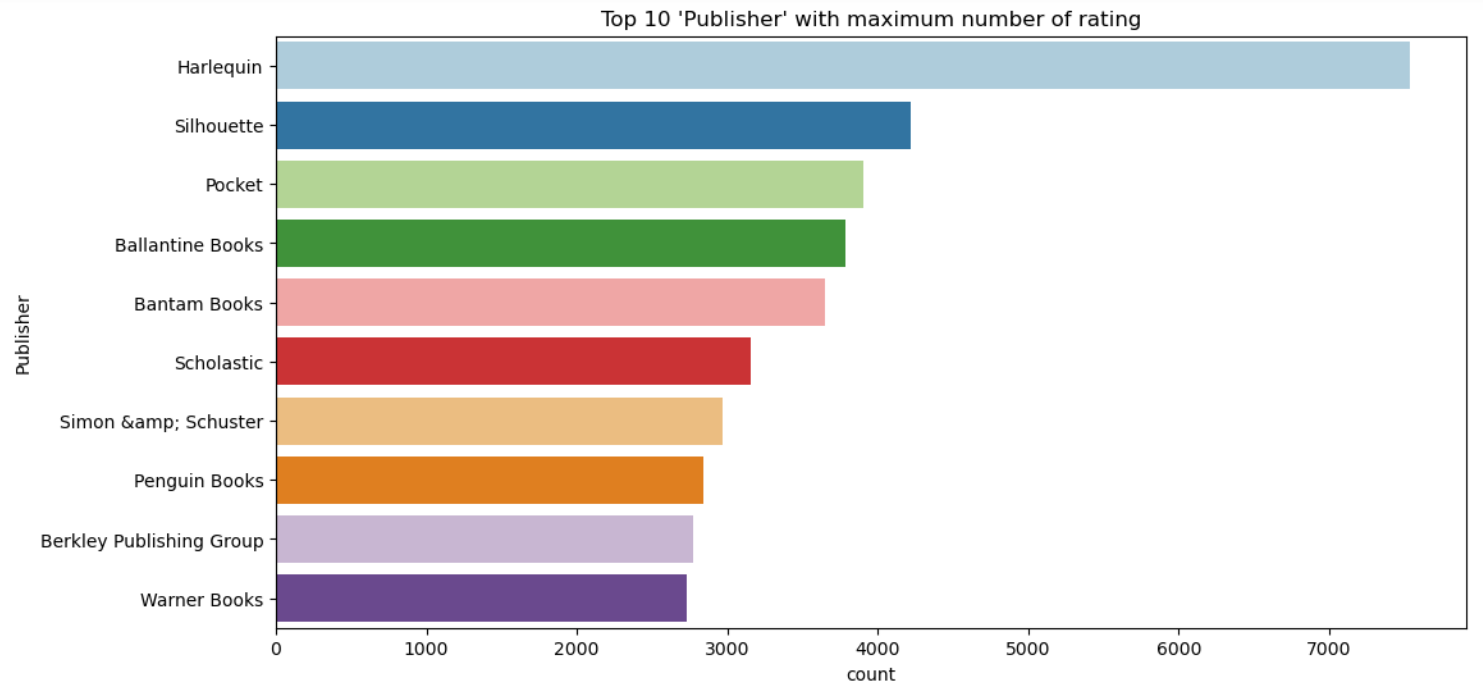 Top 10 'Publisher' with maximum number of rating
Publisher
Harlequin
Silhouette
Pocket
Ballantine Books
Bantam Books
Scholastic
Simon &amp; Schuster
Penguin Books
Berkley Publishing Group
Warner Books
0 1000 2000 3000 4000 5000 6000 7000
count